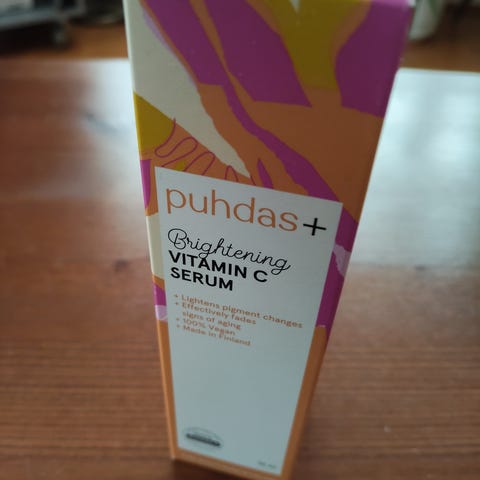 puhdas+
Brightening
VITAMIN C
SERUM
+ Lightens pigment changes
+ Effectively fades
signs of aging
+ 100% Vegan
+ Made in Finland